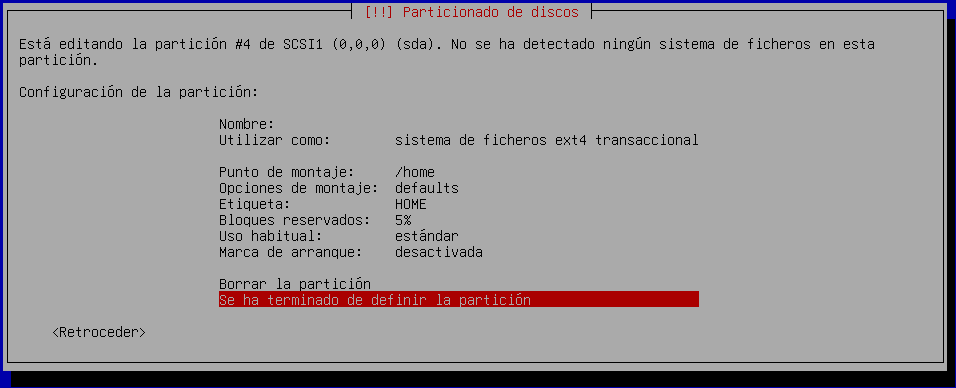 [!!] Particionado de discos
Está editando la partición #4 de SCSI1 (0,0,0) (sda). No se ha detectado ningún sistema de ficheros en esta
partición.
Configuración de la partición:
Nombre:
Utilizar como: sistema de ficheros ext4 transaccional
Punto de montaje: /home
Opciones de montaje: defaults
Etiqueta: HOME
Bloques reservados: 5%
Uso habitual: estándar
Marca de arranque: desactivada
Borrar la partición
Se ha terminado de definir la partición
<Retroceder>